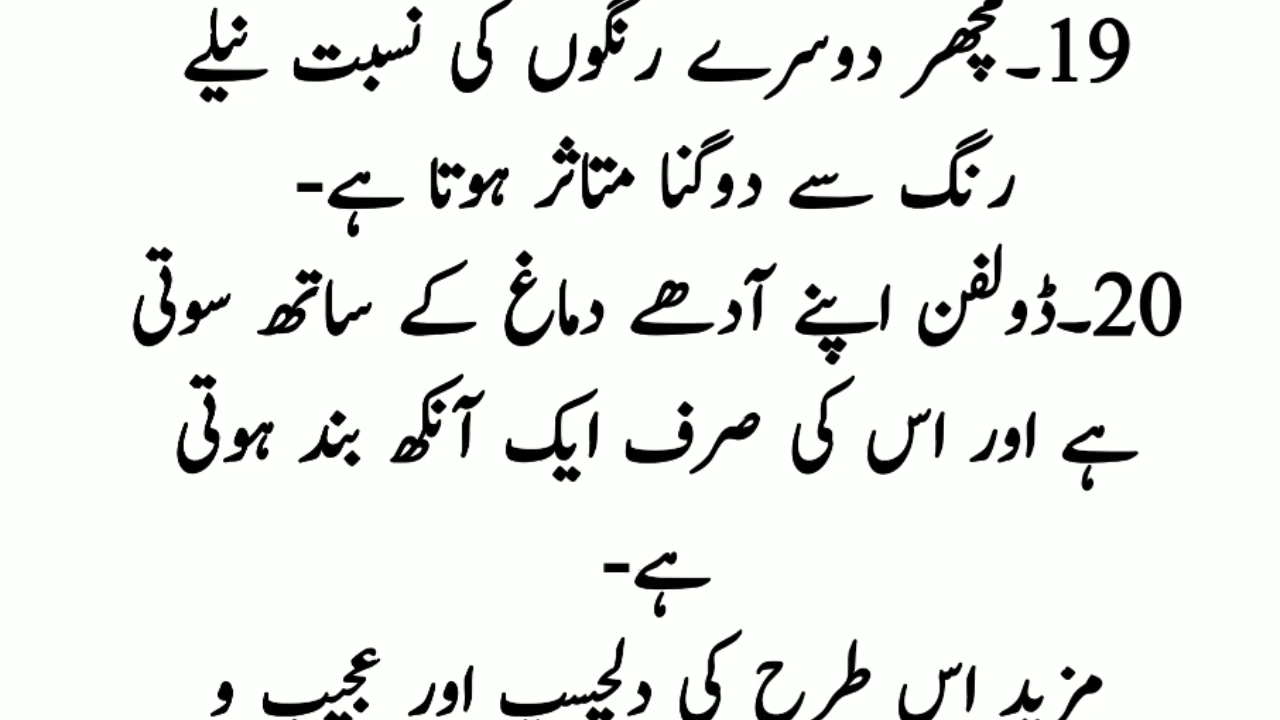 19۔مچھر دوسرے رنگوں کی نسبت نیلے
رنگ سے دوگنا متاثر ہوتا ہے-
20۔ڈولفن اپنے آدھے دماغ کے ساتھ سوتی
ہے اور اس کی صرف ایک آنکھ بند ہوتی
ہے-
مزید اس طرح کی دلچسپ اور عجیب و